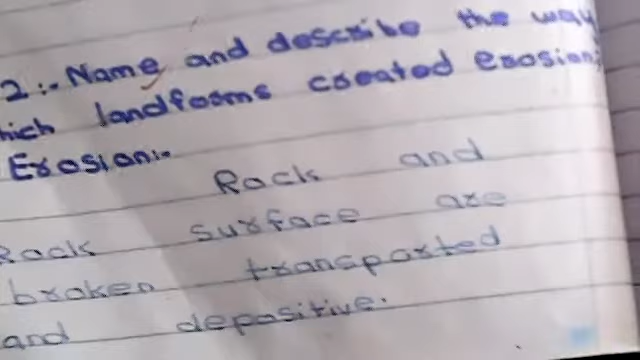 2:- Name and describe the way
hich landforms created erosion:
Erosion:-
Rock and
Rock surface are
broken transported
and depositive.